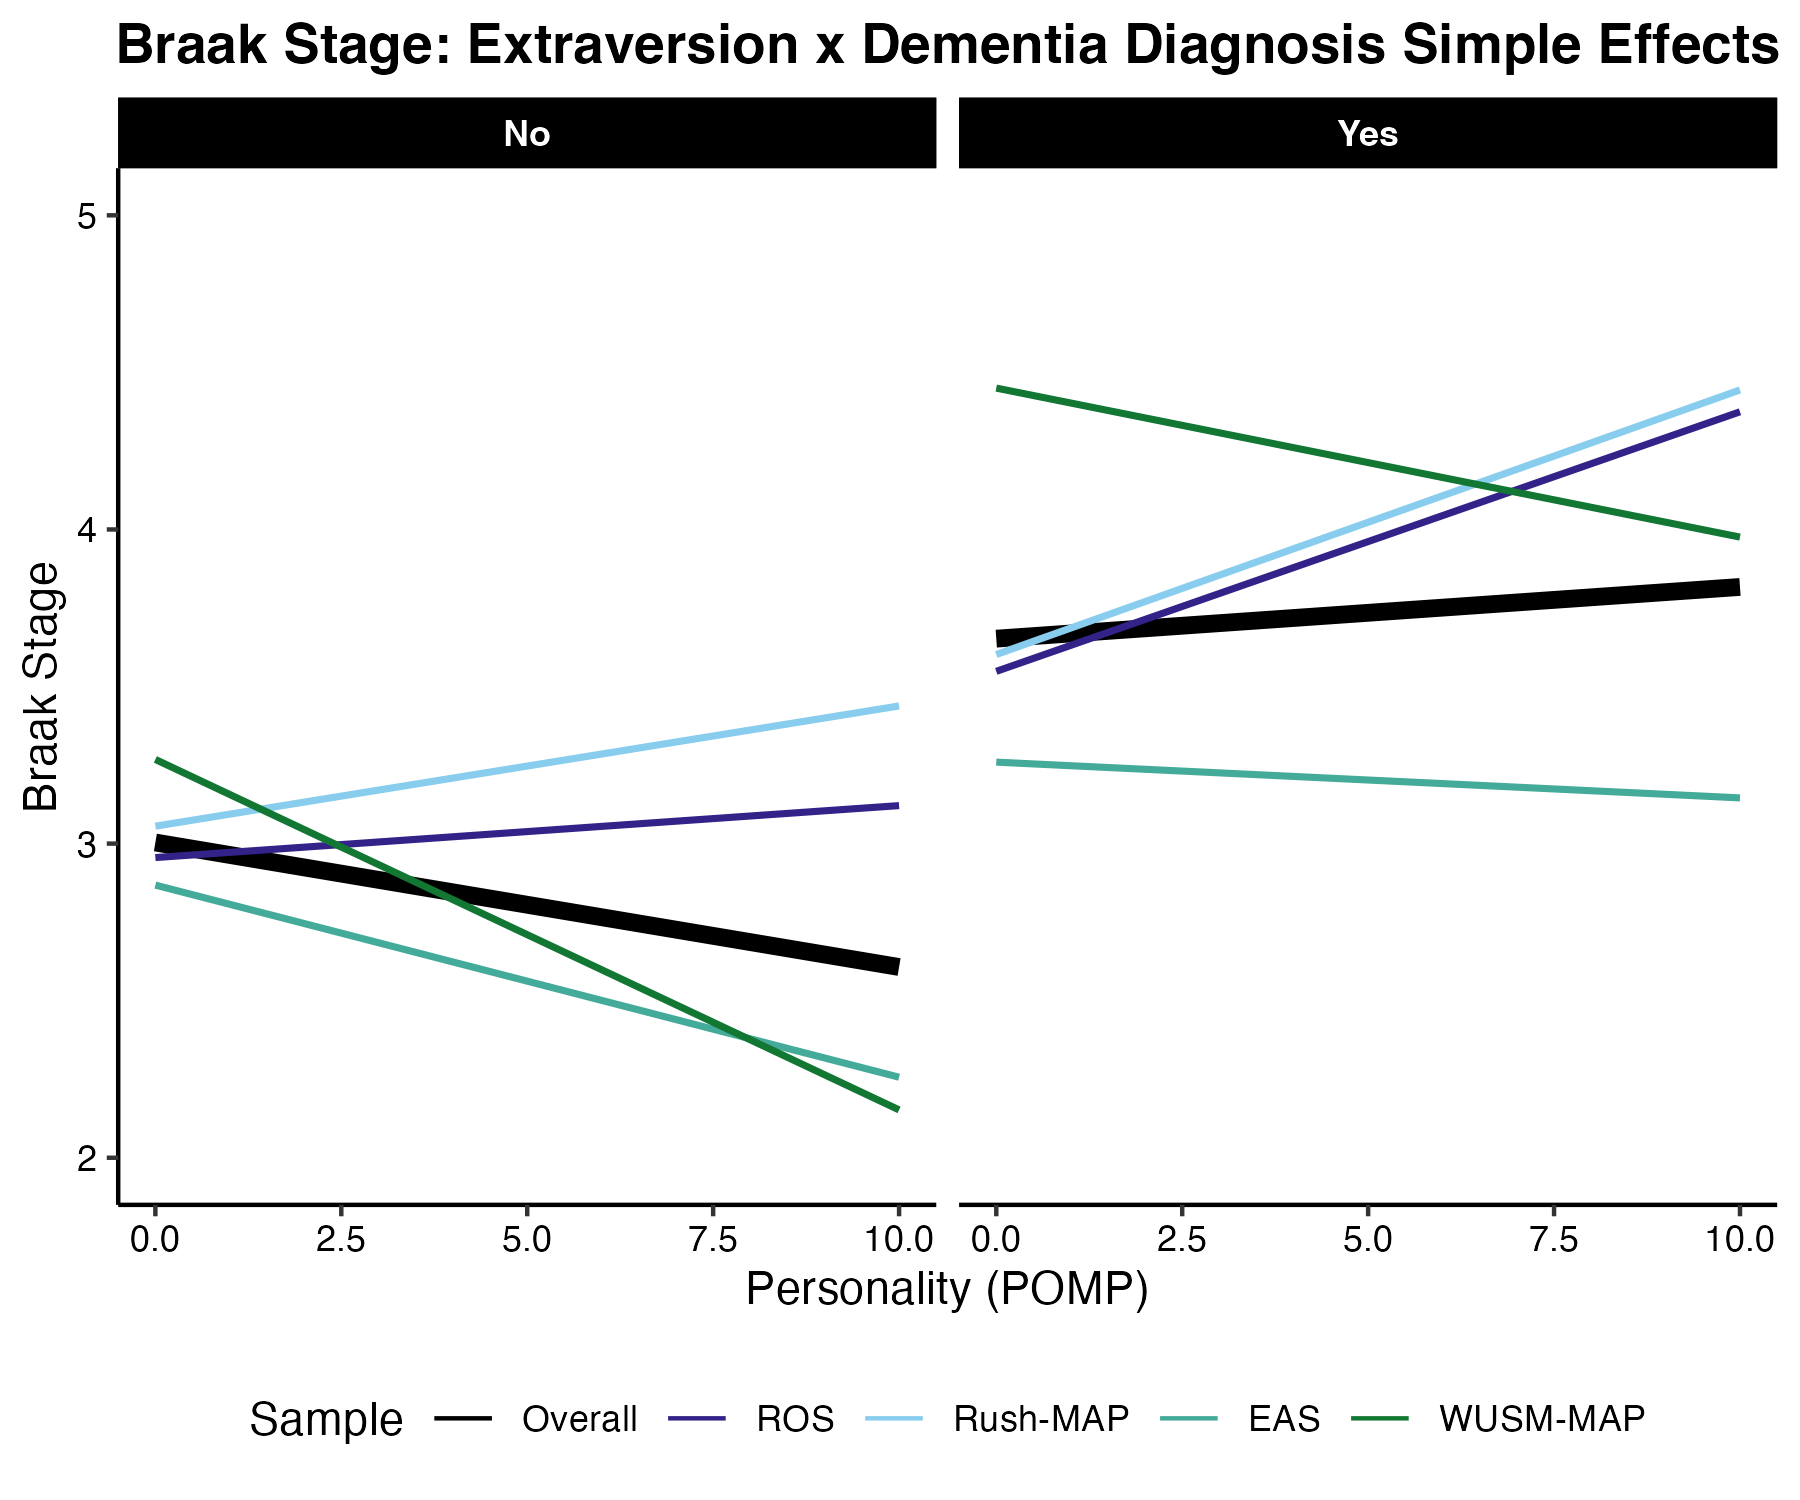 Braak Stage: Extraversion x Dementia Diagnosis Simple Effects
No
Yes
Braak Stage
5
4
3
2
0.0 2.5 5.0 7.5 10.0 0.0 2.5 5.0 7.5 10.0
Personality (POMP)
Sample Overall ROS Rush-MAP EAS WUSM-MAP